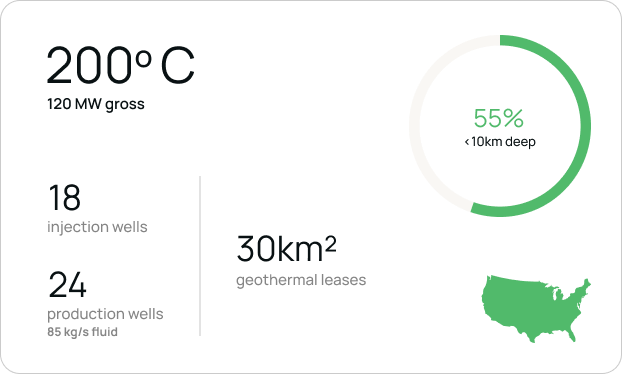 200º C
120 MW gross
55%
<10km deep
18
injection wells
30km²
geothermal leases
24
production wells
85 kg/s fluid